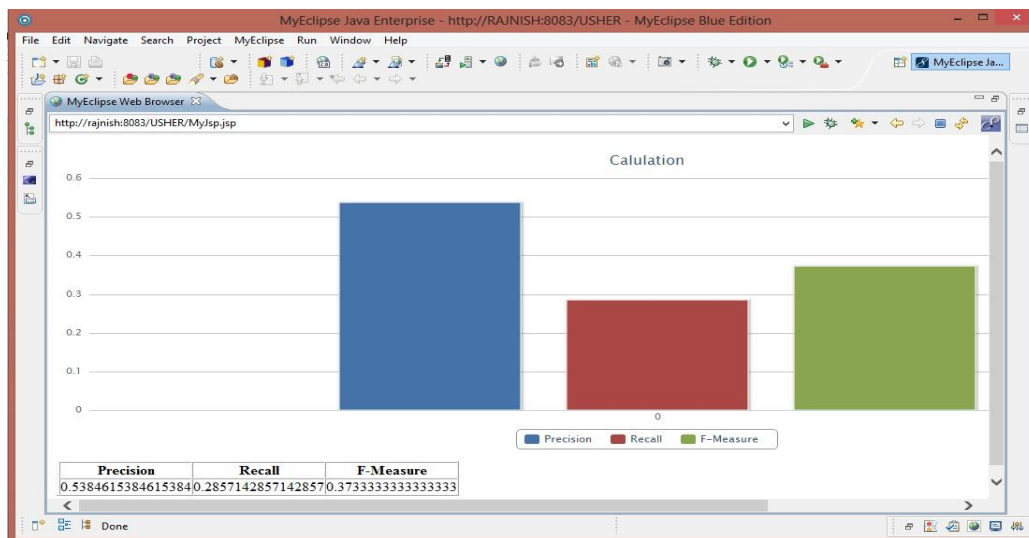 MyEclipse Java Enterprise - http://RAJNISH:8083/USHER - MyEclipse Blue Edition
File Edit Navigate Search Project MyEclipse Run Window Help
MyEclipse Ja...
MyEclipse Web Browser
http://rajnish:8083/USHER/MyJsp.jsp
Calulation
0.6
0.5
0.4
0.3
0.2
0.1
0
0
Precision Recall F-Measure
Precision Recall F-Measure
0.5384615384615384 0.2857142857142857 0.3733333333333333
Done